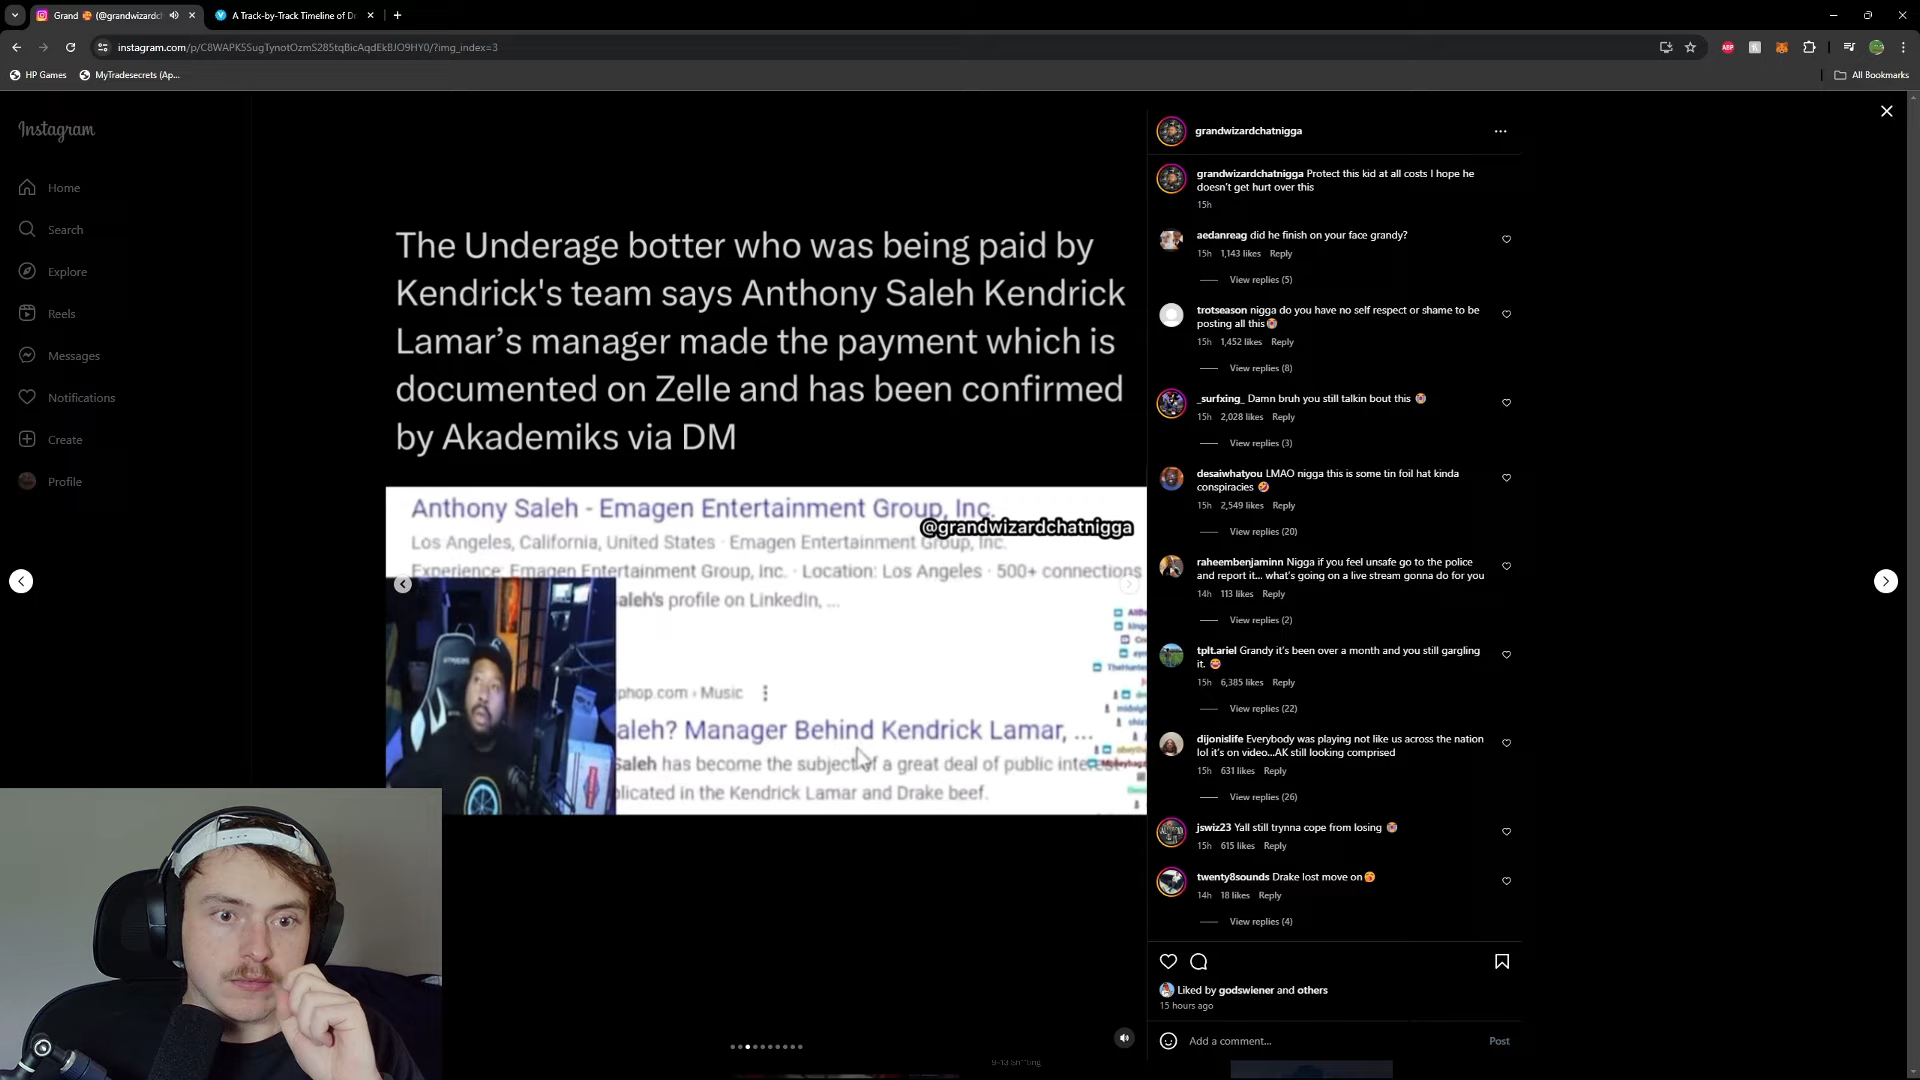 Grand (@grandwizardch
A Track-by-Track Timeline of Dr
instagram.com/p/C8WAPK5SugTynotOzmS285tqBicAqdEkBJO9HY0/?img_index=3
ABP
HP Games
MyTradesecrets (Ap...
All Bookmarks
Instagram
Home
Search
Explore
Reels
Messages
Notifications
Create
Profile
The Underage botter who was being paid by
Kendrick's team says Anthony Saleh Kendrick
Lamar’s manager made the payment which is
documented on Zelle and has been confirmed
by Akademiks via DM
Anthony Saleh - Emagen Entertainment Group, Inc.
@grandwizardchatnigga
Los Angeles, California, United States · Emagen Entertainment Group, Inc.
Experience: Emagen Entertainment Group, Inc. · Location: Los Angeles · 500+ connections
aleh's profile on LinkedIn, ...
phop.com › Music
aleh? Manager Behind Kendrick Lamar, ...
Saleh has become the subject of a great deal of public interest
licated in the Kendrick Lamar and Drake beef.
grandwizardchatnigga
grandwizardchatnigga Protect this kid at all costs I hope he
doesn’t get hurt over this
15h
aedanreag did he finish on your face grandy?
15h 1,143 likes Reply
View replies (5)
trotseason nigga do you have no self respect or shame to be
posting all this
15h 1,452 likes Reply
View replies (8)
_surfxing_ Damn bruh you still talkin bout this
15h 2,028 likes Reply
View replies (3)
desaiwhatyou LMAO nigga this is some tin foil hat kinda
conspiracies 🤣
15h 2,549 likes Reply
View replies (20)
raheembenjaminn Nigga if you feel unsafe go to the police
and report it... what's going on a live stream gonna do for you
14h 113 likes Reply
View replies (2)
tplt.ariel Grandy it’s been over a month and you still gargling
it.
15h 6,385 likes Reply
View replies (22)
dijonislife Everybody was playing not like us across the nation
lol it’s on video...AK still looking comprised
15h 631 likes Reply
View replies (26)
jswiz23 Yall still trynna cope from losing
15h 615 likes Reply
twenty8sounds Drake lost move on
14h 18 likes Reply
View replies (4)
Liked by godswiener and others
15 hours ago
Add a comment...
Post